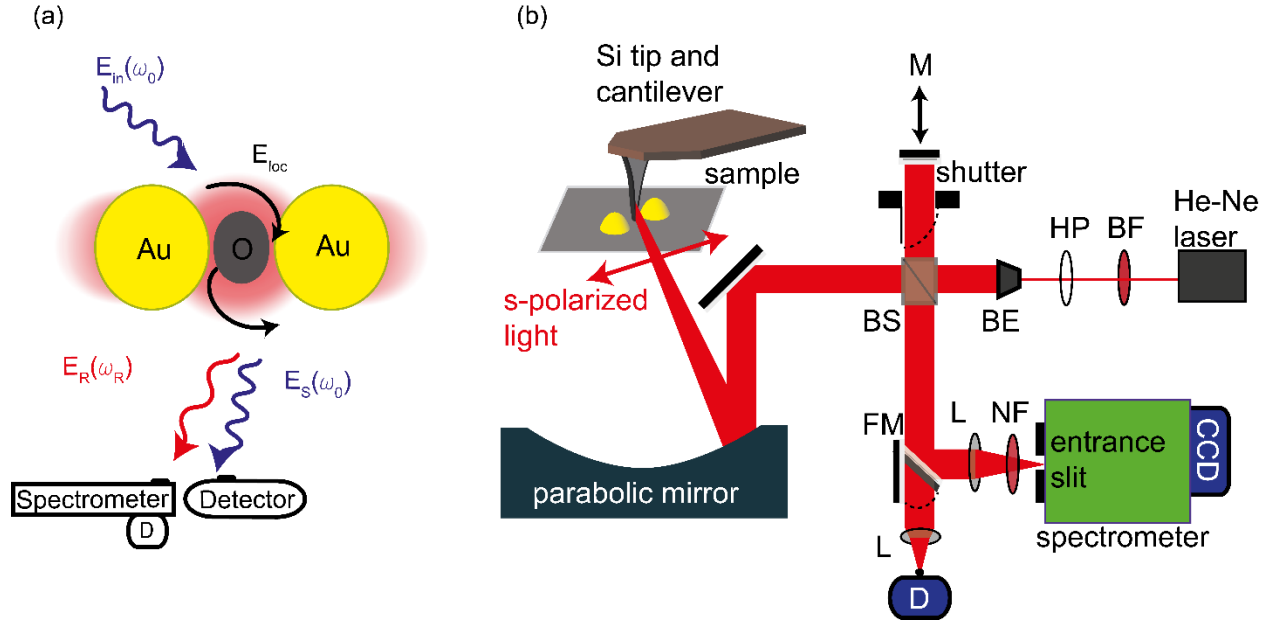 (a)
E_in(ω_0)
E_loc
Au
O
Au
E_R(ω_R)
E_S(ω_0)
Spectrometer
D
Detector
(b)
Si tip and
cantilever
sample
s-polarized
light
parabolic mirror
M
shutter
BS
BE
HP
BF
He-Ne
laser
FM
L
NF
entrance
slit
CCD
spectrometer
L
D